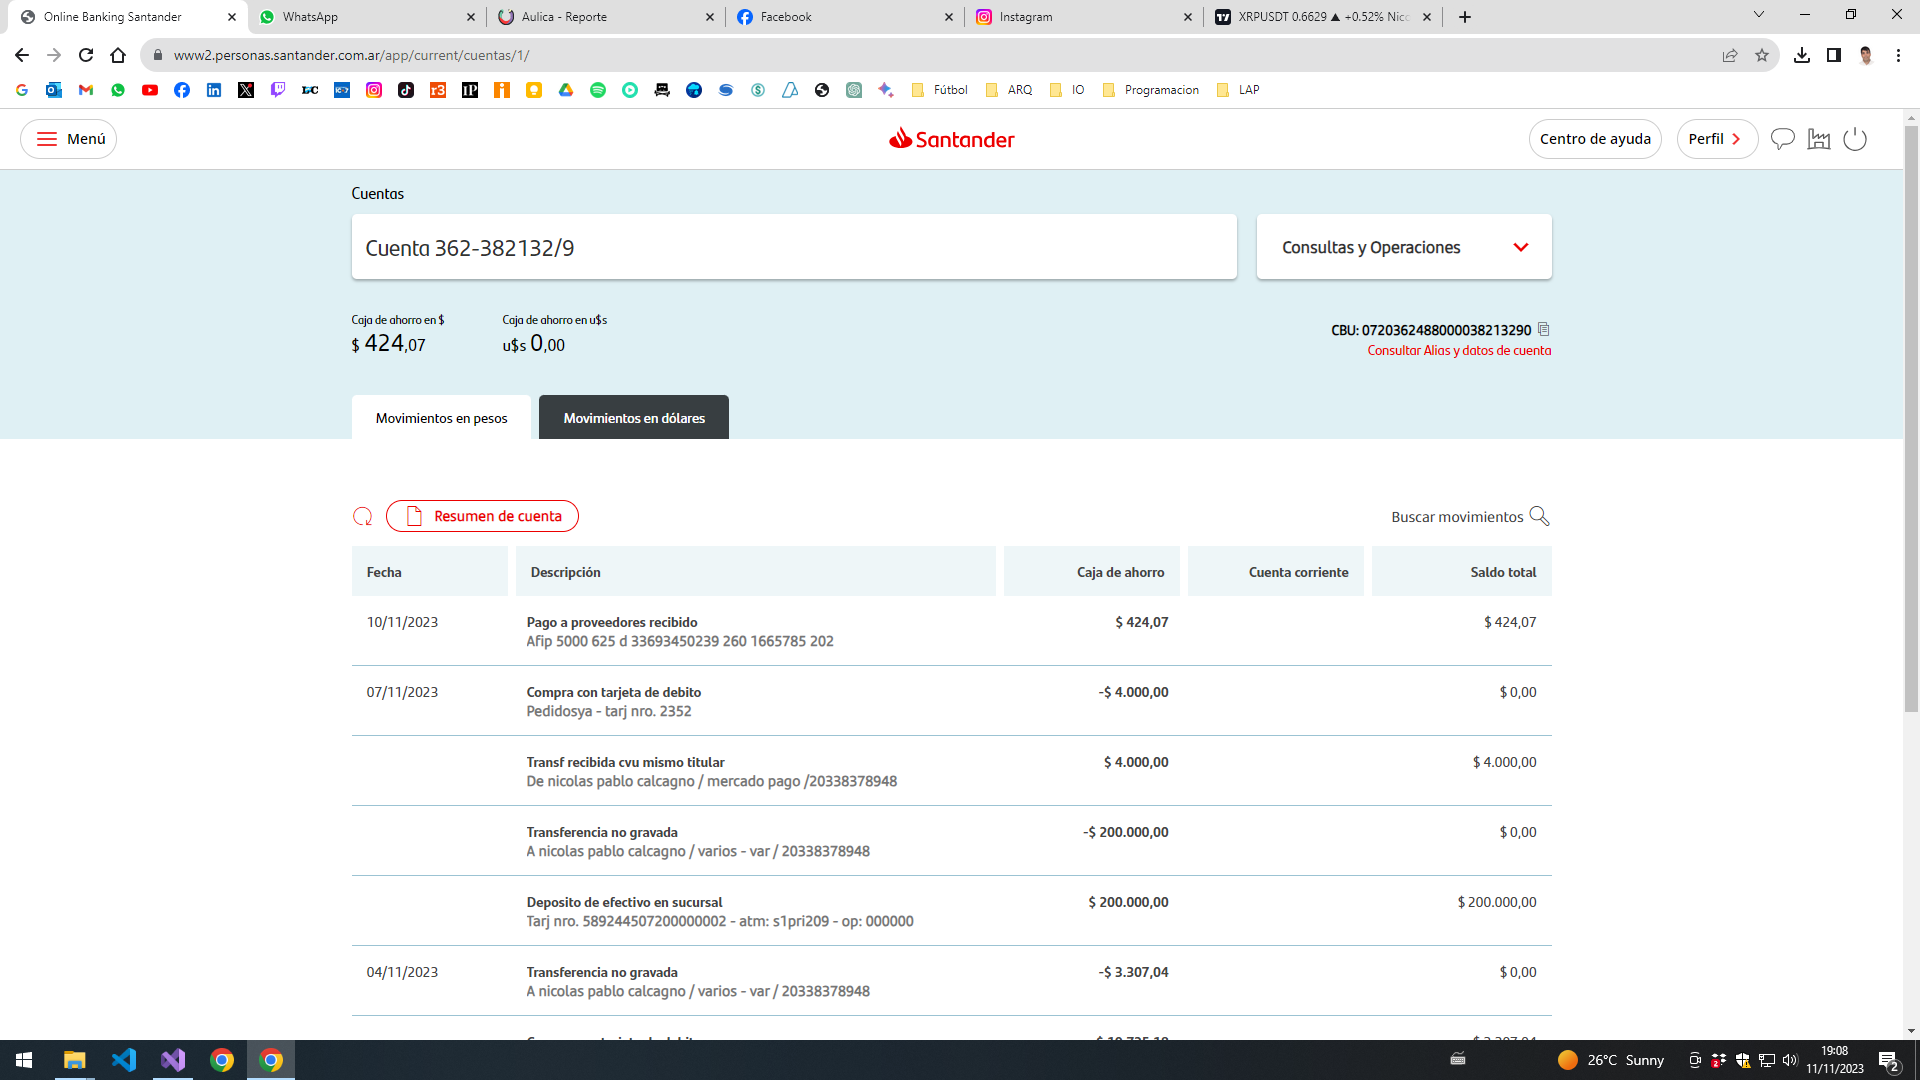 Online Banking Santander
WhatsApp
Aulica - Reporte
Facebook
Instagram
XRPUSDT 0.6629 ▲ +0.52%
www2.personas.santander.com.ar/app/current/cuentas/1/
Fútbol
ARQ
IO
Programacion
LAP
Menú
Santander
Centro de ayuda
Perfil
Cuentas
Cuenta 362-382132/9
Consultas y Operaciones
Caja de ahorro en $
Caja de ahorro en u$s
$ 424,07
u$s 0,00
CBU: 0720362488000038213290
Consultar Alias y datos de cuenta
Movimientos en pesos
Movimientos en dólares
Resumen de cuenta
Buscar movimientos
Fecha Descripción Caja de ahorro Cuenta corriente Saldo total
10/11/2023 Pago a proveedores recibido $ 424,07 $ 424,07
Afip 5000 625 d 33693450239 260 1665785 202
07/11/2023 Compra con tarjeta de debito -$ 4.000,00 $ 0,00
Pedidosya - tarj nro. 2352
Transf recibida cvu mismo titular $ 4.000,00 $ 4.000,00
De nicolas pablo calcagno / mercado pago /20338378948
Transferencia no gravada -$ 200.000,00 $ 0,00
A nicolas pablo calcagno / varios - var / 20338378948
Deposito de efectivo en sucursal $ 200.000,00 $ 200.000,00
Tarj nro. 589244507200000002 - atm: s1pri209 - op: 000000
04/11/2023 Transferencia no gravada -$ 3.307,04 $ 0,00
A nicolas pablo calcagno / varios - var / 20338378948
26°C Sunny
19:08
11/11/2023
2